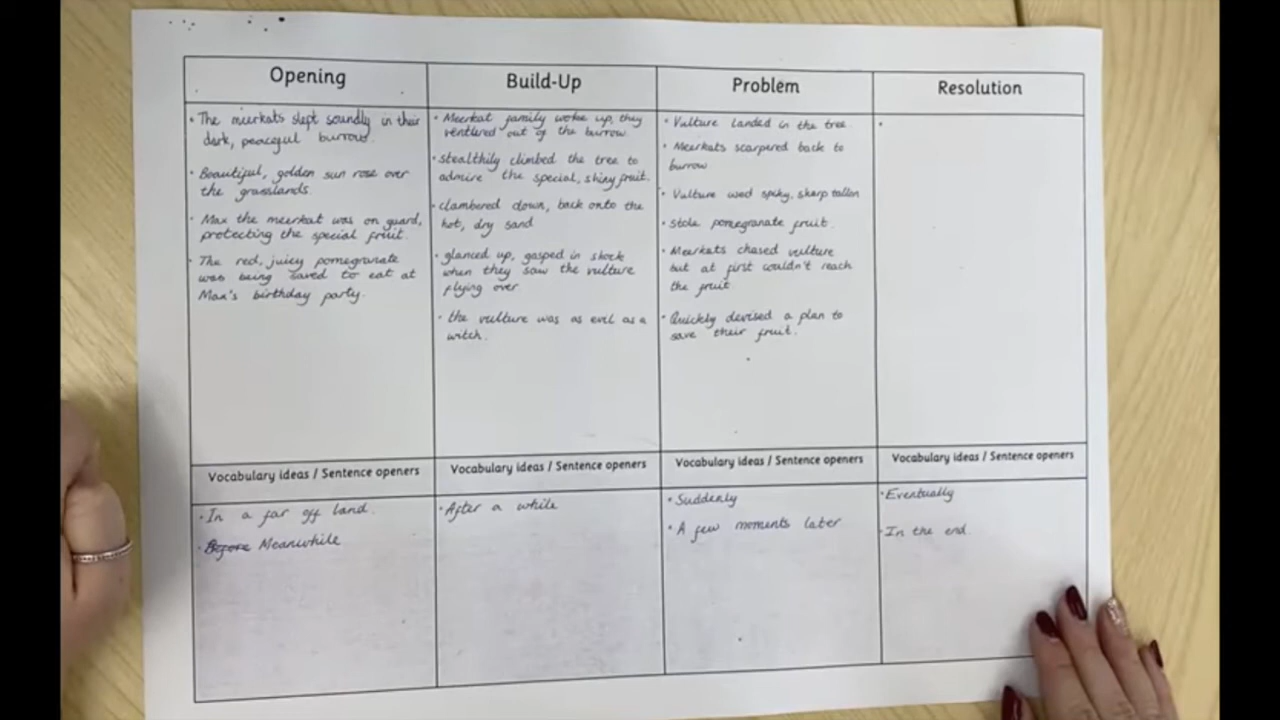 Opening
• The meerkats slept soundly in their
dark, peaceful burrow.
• Beautiful, golden sun rose over
the grasslands.
• Max the meerkat was on guard,
protecting the special fruit.
• The red, juicy pomegranate
was being saved to eat at
Max's birthday party.
Build-Up
• Meerkat family woke up, they
ventured out of the burrow.
• stealthily climbed the tree to
admire the special, shiny fruit.
• clambered down, back onto the
hot, dry sand
• glanced up, gasped in shock
when they saw the vulture
flying over
• the vulture was as evil as a
witch.
Problem
• Vulture landed in the tree.
• Meerkats scarpered back to
burrow
• Vulture used spiky, sharp tallon
• Stole pomegranate fruit.
• Meerkats chased vulture
but at first couldn't reach
the fruit
• Quickly devised a plan to
save their fruit.
Resolution
•
Vocabulary ideas / Sentence openers
• In a far off land.
• Before Meanwhile
Vocabulary ideas / Sentence openers
• After a while
Vocabulary ideas / Sentence openers
• Suddenly
• A few moments later
Vocabulary ideas / Sentence openers
• Eventually
• In the end.